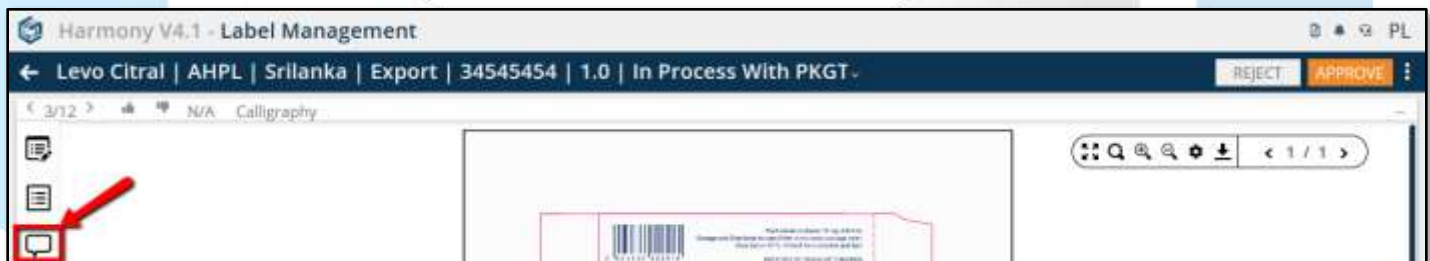 Harmony V4.1 - Label Management
PL
Levo Citral | AHPL | Srilanka | Export | 34545454 | 1.0 | In Process With PKGT
REJECT
APPROVE
3/12
N/A
Calligraphy
1 / 1